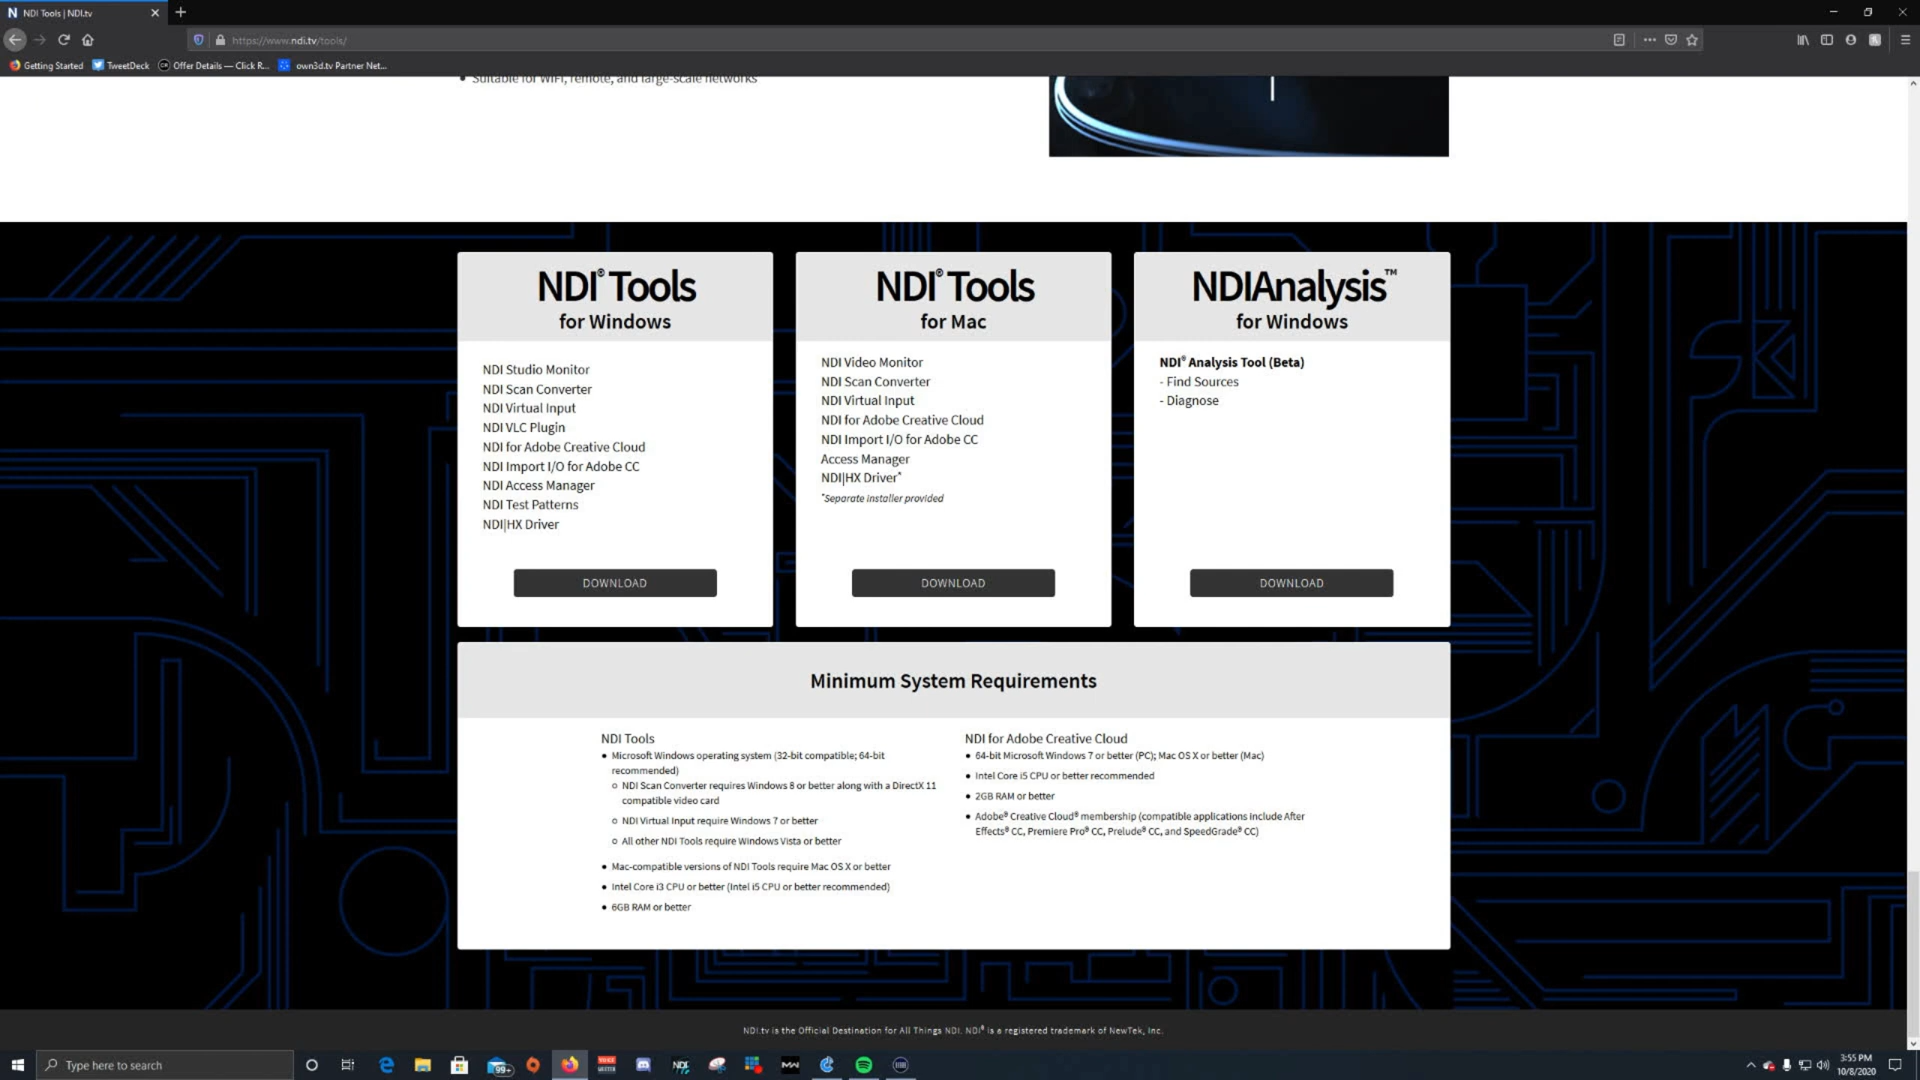 NDI Tools | NDI.tv
https://www.ndi.tv/tools/
Getting Started
TweetDeck
Offer Details — Click R...
own3d.tv Partner Net...
Suitable for WiFi, remote, and large-scale networks
NDI® Tools
for Windows
NDI Studio Monitor
NDI Scan Converter
NDI Virtual Input
NDI VLC Plugin
NDI for Adobe Creative Cloud
NDI Import I/O for Adobe CC
NDI Access Manager
NDI Test Patterns
NDI|HX Driver
DOWNLOAD
NDI® Tools
for Mac
NDI Video Monitor
NDI Scan Converter
NDI Virtual Input
NDI for Adobe Creative Cloud
NDI Import I/O for Adobe CC
Access Manager
NDI|HX Driver*
*Separate installer provided
DOWNLOAD
NDIAnalysis™
for Windows
NDI® Analysis Tool (Beta)
- Find Sources
- Diagnose
DOWNLOAD
Minimum System Requirements
NDI Tools
• Microsoft Windows operating system (32-bit compatible; 64-bit
recommended)
○ NDI Scan Converter requires Windows 8 or better along with a DirectX 11
compatible video card
○ NDI Virtual Input require Windows 7 or better
○ All other NDI Tools require Windows Vista or better
• Mac-compatible versions of NDI Tools require Mac OS X or better
• Intel Core i3 CPU or better (Intel i5 CPU or better recommended)
• 6GB RAM or better
NDI for Adobe Creative Cloud
• 64-bit Microsoft Windows 7 or better (PC); Mac OS X or better (Mac)
• Intel Core i5 CPU or better recommended
• 2GB RAM or better
• Adobe® Creative Cloud® membership (compatible applications include After
Effects® CC, Premiere Pro® CC, Prelude® CC, and SpeedGrade® CC)
NDI.tv is the Official Destination for All Things NDI. NDI® is a registered trademark of NewTek, Inc.
Type here to search
99+
NDI
MW
3:55 PM
10/8/2020